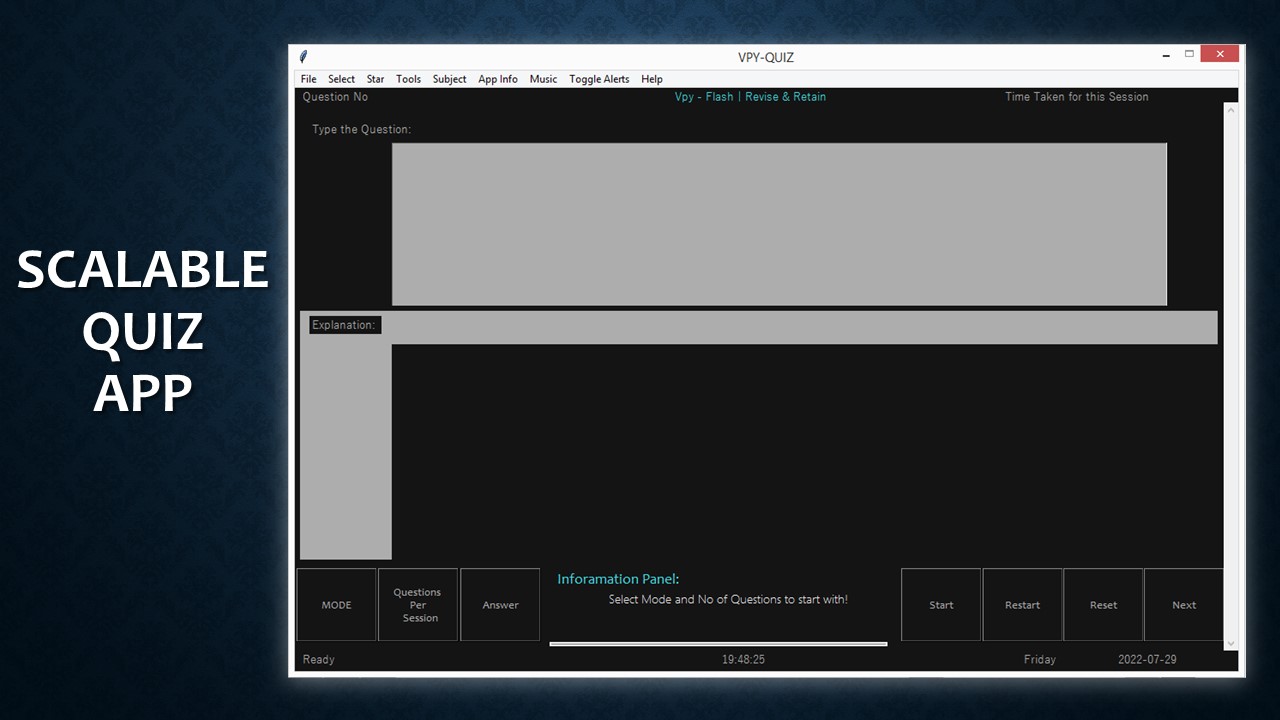 SCALABLE
QUIZ
APP
VPY-QUIZ
File Select Star Tools Subject App Info Music Toggle Alerts Help
Question No Vpy - Flash | Revise & Retain Time Taken for this Session
Type the Question:
Explanation:
MODE
Questions
Per
Session
Answer
Inforamation Panel:
Select Mode and No of Questions to start with!
Start Restart Reset Next
Ready 19:48:25 Friday 2022-07-29